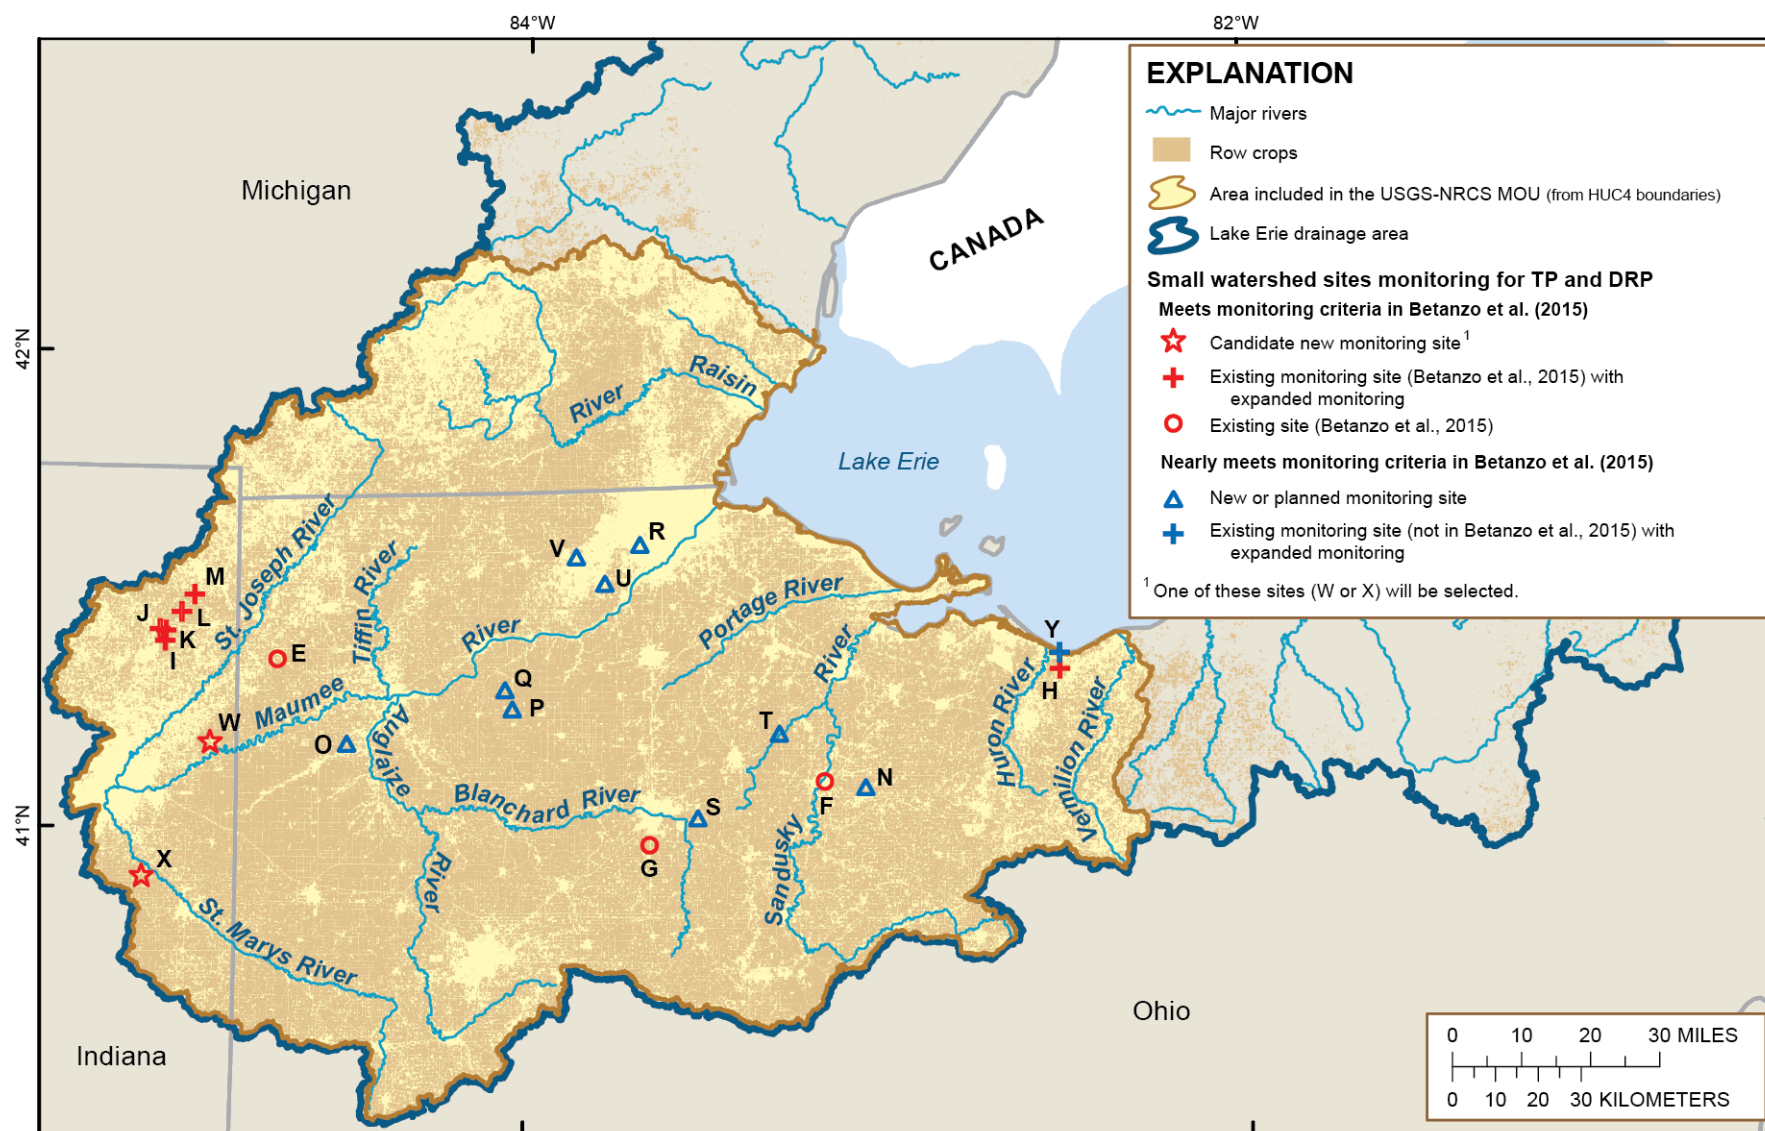 84°W
82°W
42°N
41°N
Michigan
CANADA
Lake Erie
River Raisin
St. Joseph River
Tiffin River
Maumee River
Auglaize River
Blanchard River
Portage River
Sandusky River
Huron River
Vermillion River
St. Marys River
Indiana
Ohio
V
R
U
M
J
L
K
I
E
Q
P
W
O
T
Y
H
N
F
S
G
X
EXPLANATION
Major rivers
Row crops
Area included in the USGS-NRCS MOU (from HUC4 boundaries)
Lake Erie drainage area
Small watershed sites monitoring for TP and DRP
Meets monitoring criteria in Betanzo et al. (2015)
Candidate new monitoring site1
Existing monitoring site (Betanzo et al., 2015) with
expanded monitoring
Existing site (Betanzo et al., 2015)
Nearly meets monitoring criteria in Betanzo et al. (2015)
New or planned monitoring site
Existing monitoring site (not in Betanzo et al., 2015) with
expanded monitoring
1 One of these sites (W or X) will be selected.
0 10 20 30 MILES
0 10 20 30 KILOMETERS